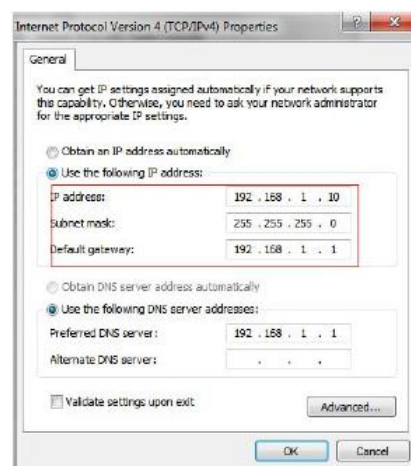 Internet Protocol Version 4 (TCP/IPv4) Properties
General
You can get IP settings assigned automatically if your network supports
this capability. Otherwise, you need to ask your network administrator
for the appropriate IP settings.
Obtain an IP address automatically
Use the following IP address:
IP address: 192 . 168 . 1 . 10
Subnet mask: 255 . 255 . 255 . 0
Default gateway: 192 . 168 . 1 . 1
Obtain DNS server address automatically
Use the following DNS server addresses:
Preferred DNS server: 192 . 168 . 1 . 1
Alternate DNS server: . . .
Validate settings upon exit
Advanced...
OK Cancel